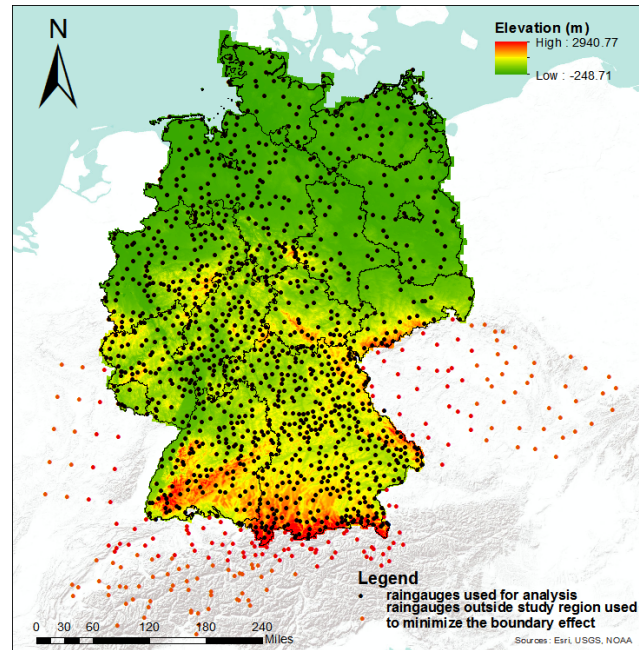 N
Elevation (m)
High : 2940.77
Low : -248.71
Legend
raingauges used for analysis
raingauges outside study region used
to minimize the boundary effect
0 30 60 120 180 240
Miles
Sources: Esri, USGS, NOAA